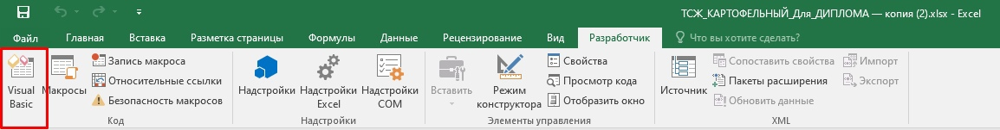 ТСЖ_КАРТОФЕЛЬНЫЙ_Для_ДИПЛОМА — копия (2).xlsx - Excel
Файл Главная Вставка Разметка страницы Формулы Данные Рецензирование Вид Разработчик Что вы хотите сделать?
Visual
Basic
Макросы
Запись макроса
Относительные ссылки
Безопасность макросов
Код
Надстройки
Надстройки
Excel
Надстройки
COM
Надстройки
Вставить
Режим
конструктора
Свойства
Просмотр кода
Отобразить окно
Элементы управления
Источник
Сопоставить свойства
Пакеты расширения
Обновить данные
Импорт
Экспорт
XML